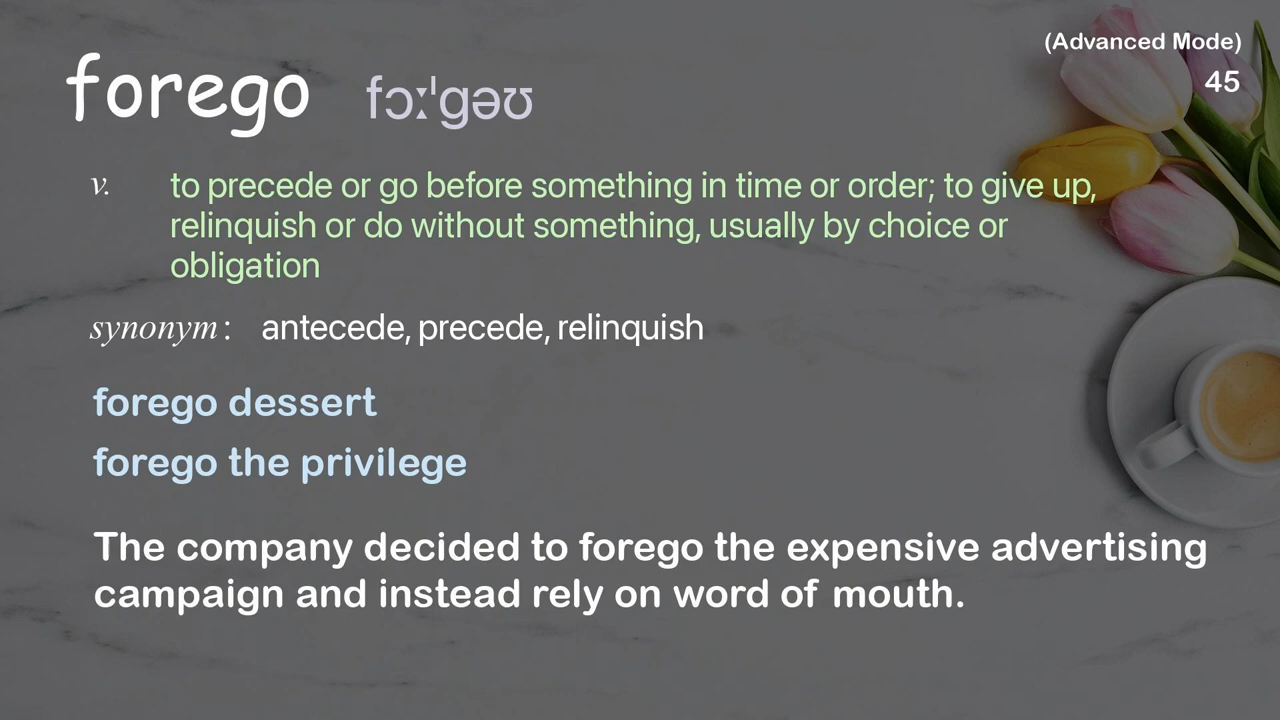 (Advanced Mode)
forego fɔːˈɡəʊ
45
v. to precede or go before something in time or order; to give up,
relinquish or do without something, usually by choice or
obligation
synonym: antecede, precede, relinquish
forego dessert
forego the privilege
The company decided to forego the expensive advertising
campaign and instead rely on word of mouth.